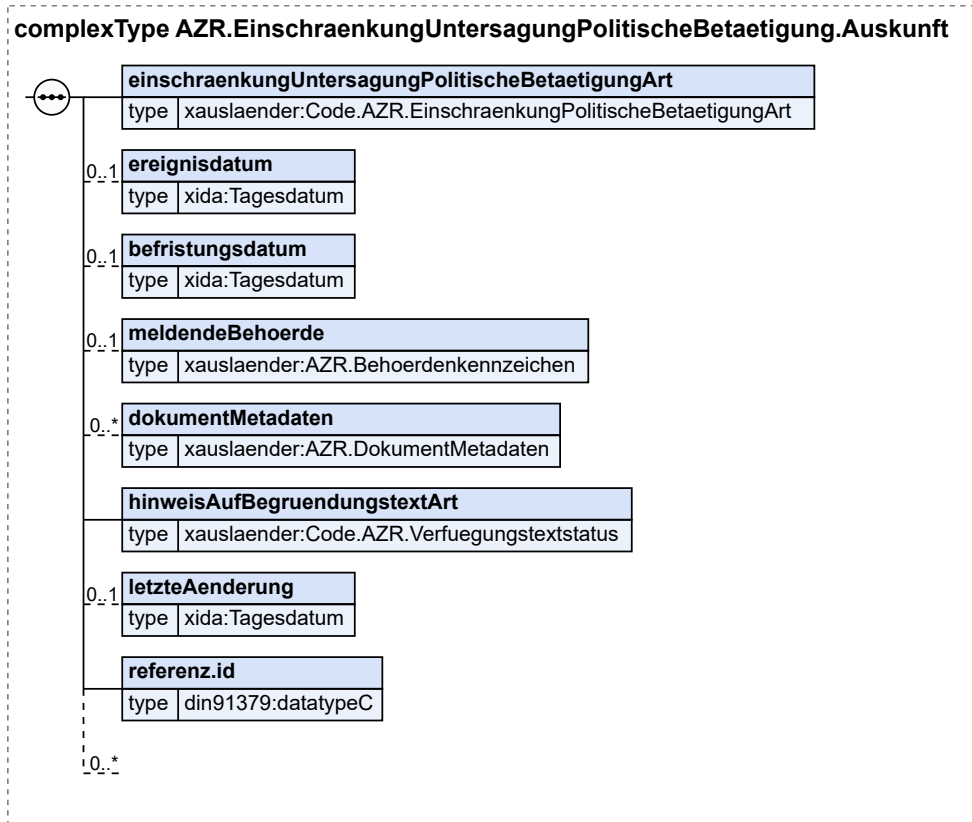 complexType AZR.EinschraenkungUntersagungPolitischeBetaetigung.Auskunft
einschraenkungUntersagungPolitischeBetaetigungArt
type xauslaender:Code.AZR.EinschraenkungPolitischeBetaetigungArt
0..1 ereignisdatum
type xida:Tagesdatum
0..1 befristungsdatum
type xida:Tagesdatum
0..1 meldendeBehoerde
type xauslaender:AZR.Behoerdenkennzeichen
0..* dokumentMetadaten
type xauslaender:AZR.DokumentMetadaten
hinweisAufBegruendungstextArt
type xauslaender:Code.AZR.Verfuegungstextstatus
0..1 letzteAenderung
type xida:Tagesdatum
referenz.id
type din91379:datatypeC
0..*